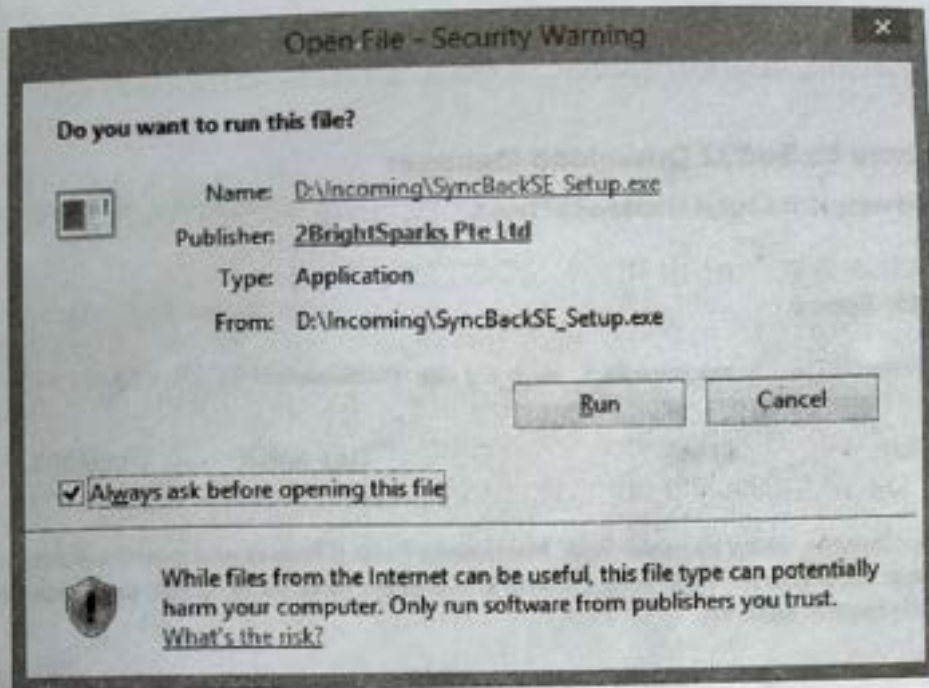 Open File – Security Warning
×
Do you want to run this file?
Name: D:\Incoming\SyncBackSE_Setup.exe
Publisher: 2BrightSparks Pte Ltd
Type: Application
From: D:\Incoming\SyncBackSE_Setup.exe
Run Cancel
Always ask before opening this file
While files from the Internet can be useful, this file type can potentially
harm your computer. Only run software from publishers you trust.
What's the risk?